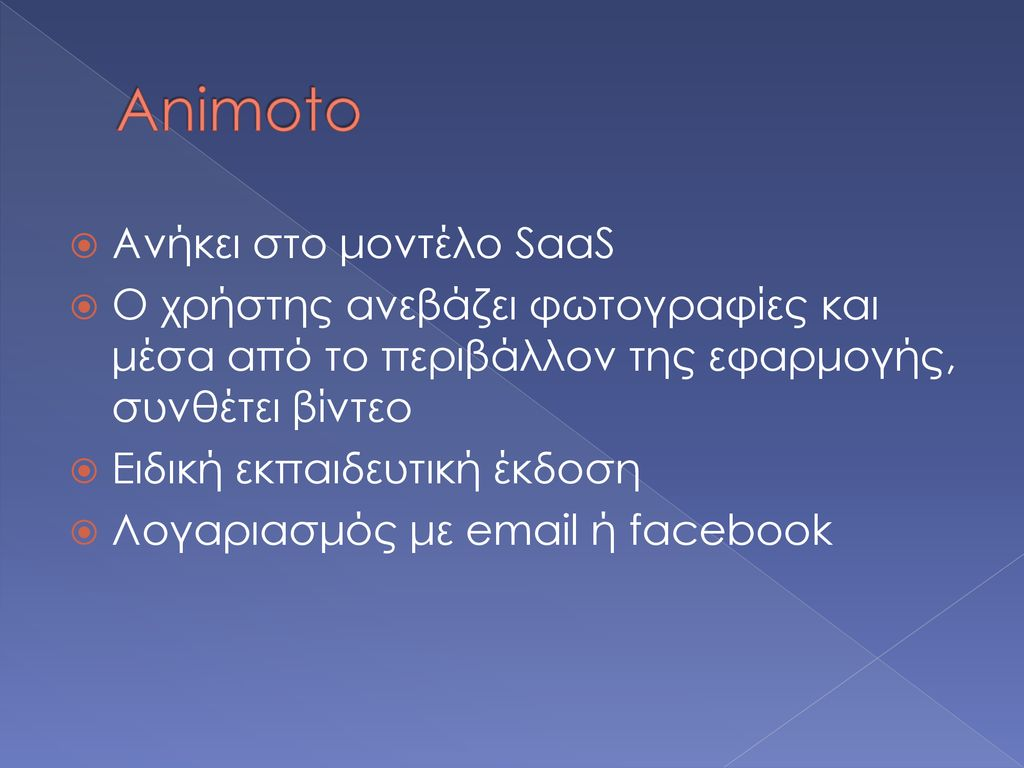 Animoto
Ανήκει στο μοντέλο SaaS
Ο χρήστης ανεβάζει φωτογραφίες και
μέσα από το περιβάλλον της εφαρμογής,
συνθέτει βίντεο
Ειδική εκπαιδευτική έκδοση
Λογαριασμός με email ή facebook